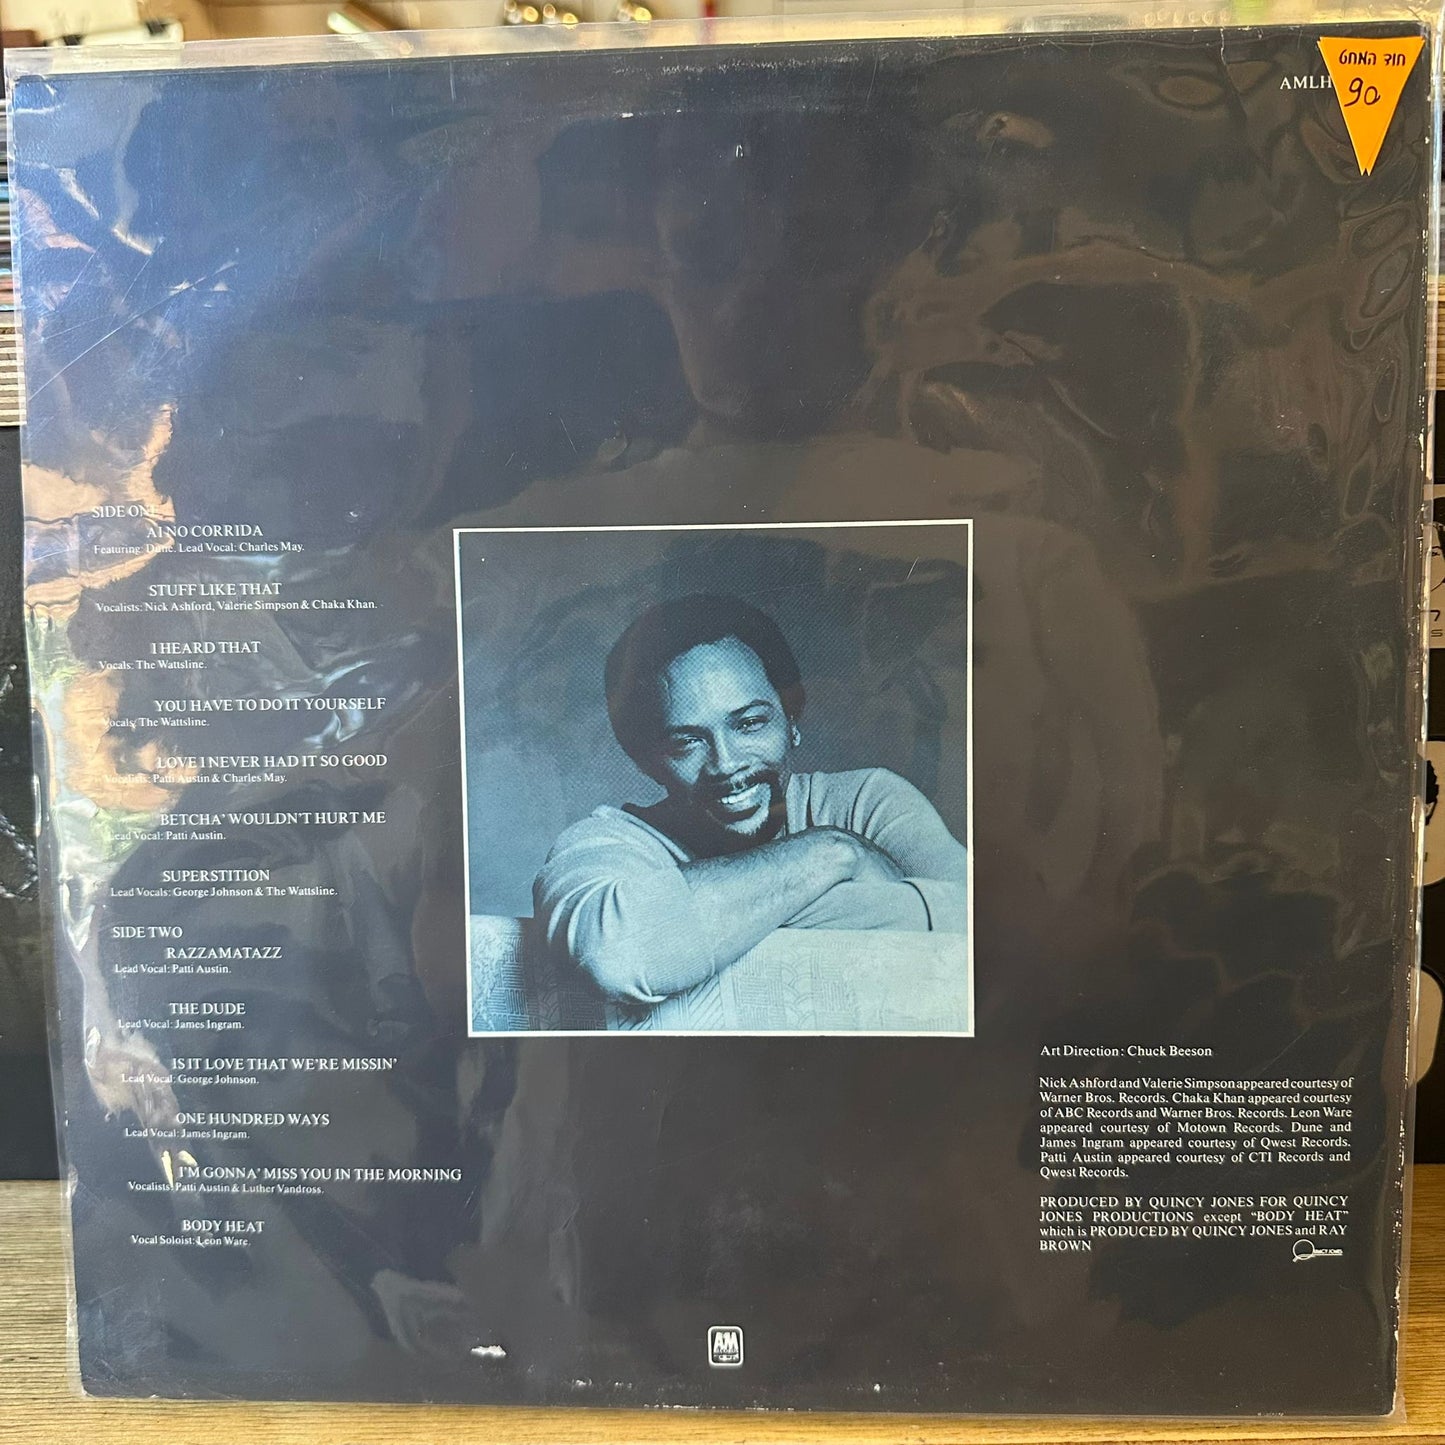 AMLH
חוד המחט
90
SIDE ONE
AI NO CORRIDA
Featuring: Dune. Lead Vocal: Charles May.
STUFF LIKE THAT
Vocalists: Nick Ashford, Valerie Simpson & Chaka Khan.
I HEARD THAT
Vocals: The Wattsline.
YOU HAVE TO DO IT YOURSELF
Vocals: The Wattsline.
LOVE I NEVER HAD IT SO GOOD
Vocalists: Patti Austin & Charles May.
BETCHA' WOULDN'T HURT ME
Lead Vocal: Patti Austin.
SUPERSTITION
Lead Vocals: George Johnson & The Wattsline.
SIDE TWO
RAZZAMATAZZ
Lead Vocal: Patti Austin.
THE DUDE
Lead Vocal: James Ingram.
IS IT LOVE THAT WE'RE MISSIN'
Lead Vocal: George Johnson.
ONE HUNDRED WAYS
Lead Vocal: James Ingram.
I'M GONNA' MISS YOU IN THE MORNING
Vocalists: Patti Austin & Luther Vandross.
BODY HEAT
Vocal Soloist: Leon Ware.
Art Direction: Chuck Beeson
Nick Ashford and Valerie Simpson appeared courtesy of
Warner Bros. Records. Chaka Khan appeared courtesy
of ABC Records and Warner Bros. Records. Leon Ware
appeared courtesy of Motown Records. Dune and
James Ingram appeared courtesy of Qwest Records.
Patti Austin appeared courtesy of CTI Records and
Qwest Records.
PRODUCED BY QUINCY JONES FOR QUINCY
JONES PRODUCTIONS except "BODY HEAT"
which is PRODUCED BY QUINCY JONES and RAY
BROWN
QUINCY JONES
A&M
RECORDS